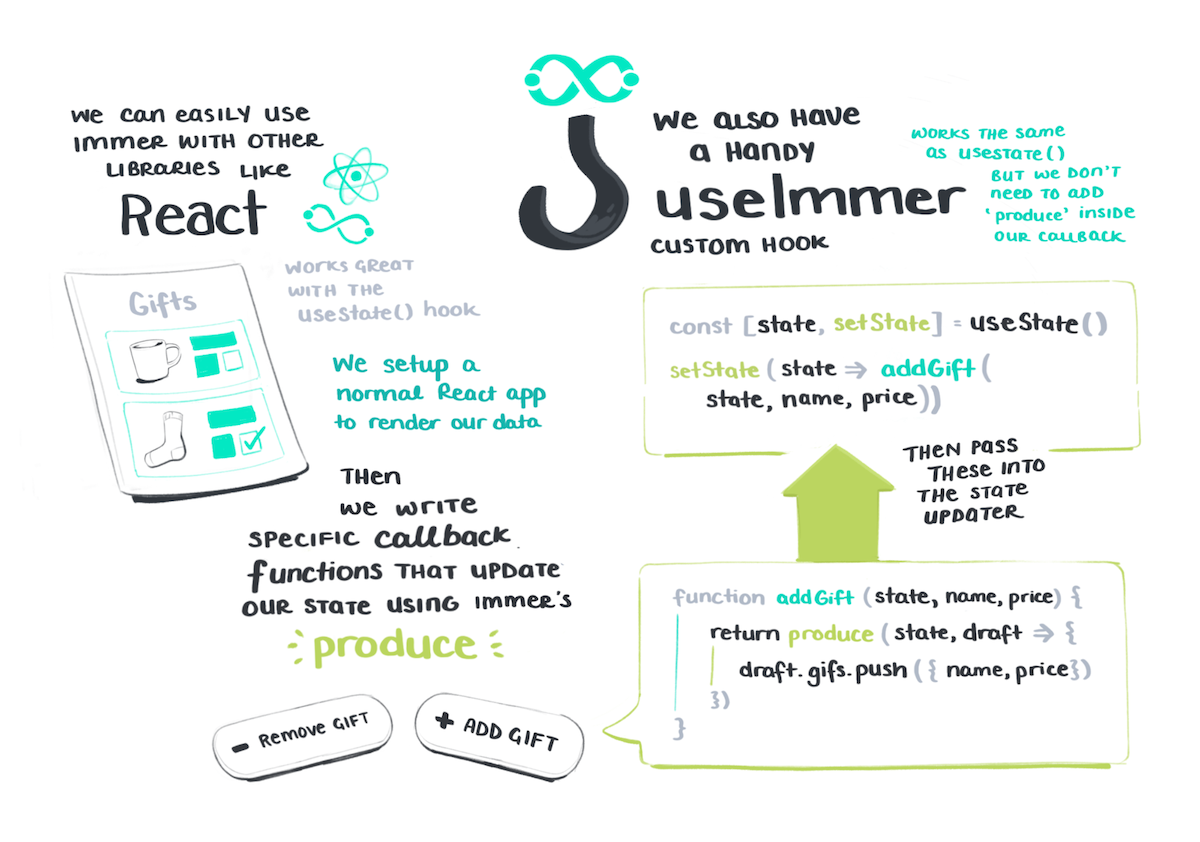 We can easily use
Immer with other
libraries like
React
works great
with the
useState() hook
Gifts
We setup a
normal React app
to render our data
Then
we write
specific callback
functions that update
our state using Immer's
produce
- Remove Gift
+ Add Gift
We also have
a handy
useImmer
custom hook
works the same
as useState()
but we don't
need to add
'produce' inside
our callback
const [state, setState] = useState()
setState (state => addGift(
state, name, price))
Then pass
these into
the state
updater
function addGift (state, name, price) {
return produce (state, draft => {
draft.gifs.push ({ name, price})
})
}